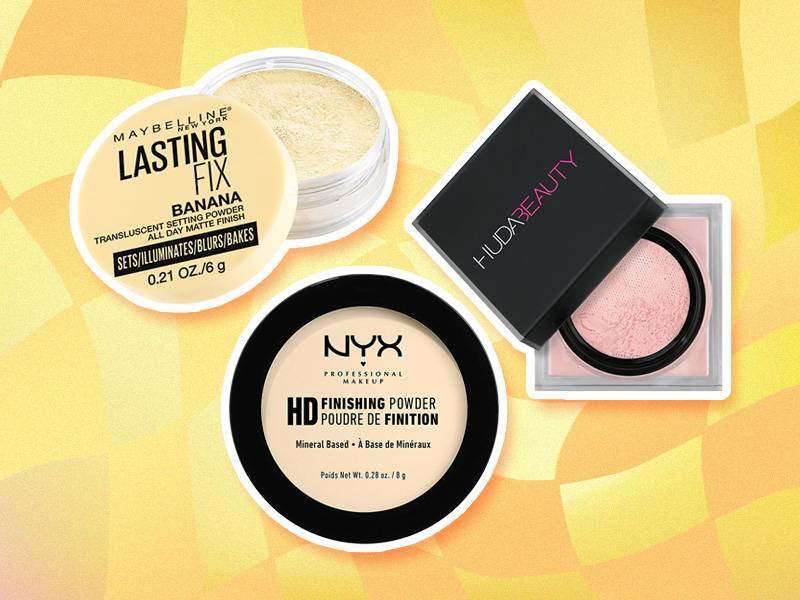 MAYBELLINE®
NEW YORK
LASTING
FIX
BANANA
TRANSLUSCENT SETTING POWDER
ALL DAY MATTE FINISH
SETS/ILLUMINATES/BLURS/BAKES
0.21 OZ./6 g
HUDABEAUTY
NYX
PROFESSIONAL
MAKEUP
HD FINISHING POWDER
POUDRE DE FINITION
Mineral Based • À Base de Minéraux
Poids Net Wt. 0.28 oz. / 8 g